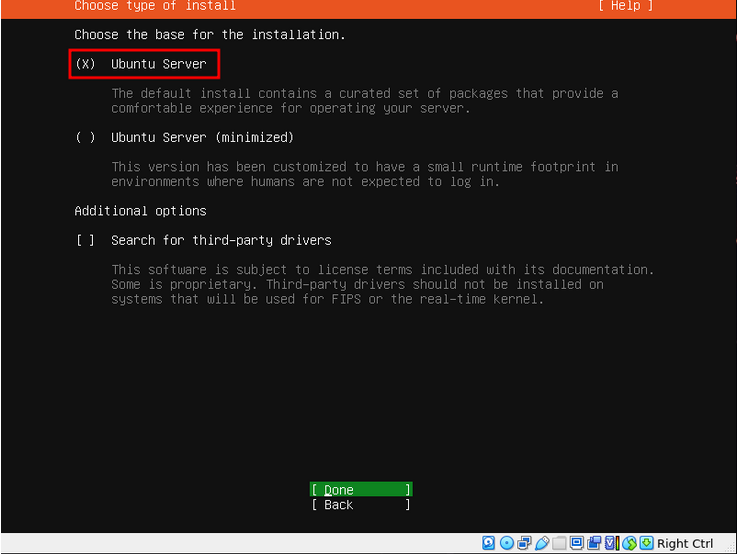 Choose type of install [ Help ]
Choose the base for the installation.
(X) Ubuntu Server
The default install contains a curated set of packages that provide a
comfortable experience for operating your server.
( ) Ubuntu Server (minimized)
This version has been customized to have a small runtime footprint in
environments where humans are not expected to log in.
Additional options
[ ] Search for third-party drivers
This software is subject to license terms included with its documentation.
Some is proprietary. Third-party drivers should not be installed on
systems that will be used for FIPS or the real-time kernel.
[ Done ]
[ Back ]
Right Ctrl